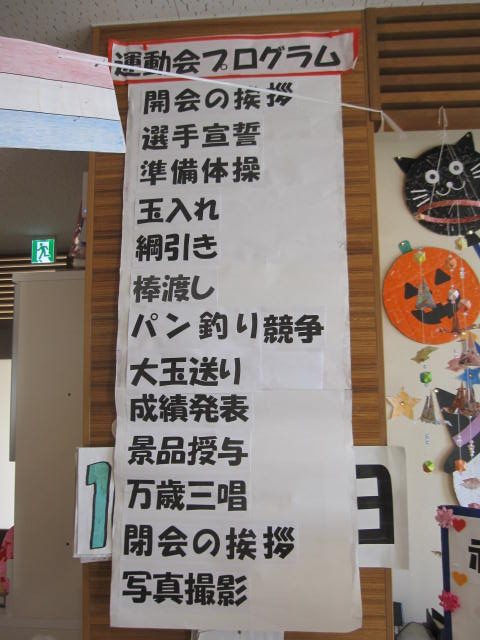 運動会プログラム
開会の挨拶
選手宣誓
準備体操
玉入れ
綱引き
棒渡し
パン釣り競争
大玉送り
成績発表
景品授与
万歳三唱
閉会の挨拶
写真撮影
1
日